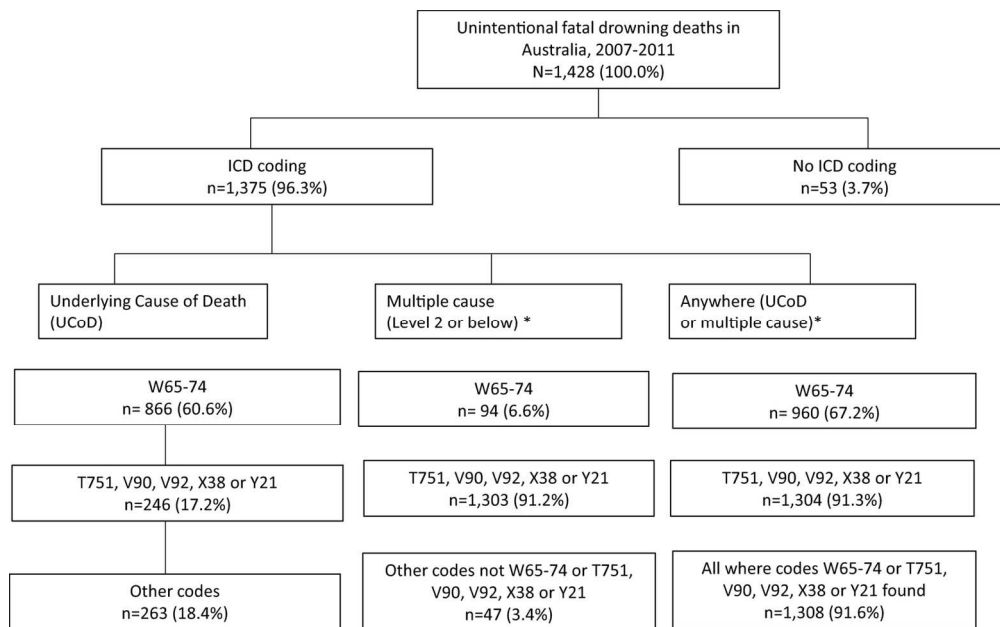 Unintentional fatal drowning deaths in
Australia, 2007-2011
N=1,428 (100.0%)
ICD coding
n=1,375 (96.3%)
No ICD coding
n=53 (3.7%)
Underlying Cause of Death
(UCoD)
Multiple cause
(Level 2 or below) *
Anywhere (UCoD
or multiple cause)*
W65-74
n= 866 (60.6%)
W65-74
n= 94 (6.6%)
W65-74
n= 960 (67.2%)
T751, V90, V92, X38 or Y21
n=246 (17.2%)
T751, V90, V92, X38 or Y21
n=1,303 (91.2%)
T751, V90, V92, X38 or Y21
n=1,304 (91.3%)
Other codes
n=263 (18.4%)
Other codes not W65-74 or T751,
V90, V92, X38 or Y21
n=47 (3.4%)
All where codes W65-74 or T751,
V90, V92, X38 or Y21 found
n=1,308 (91.6%)